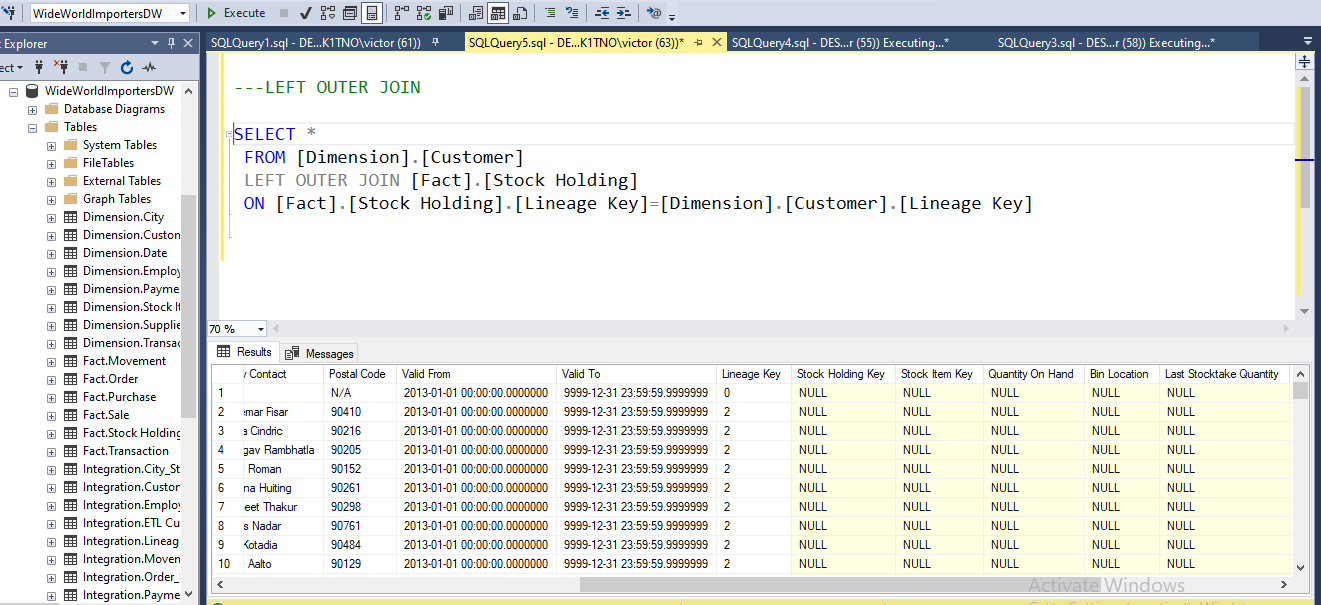 WideWorldImportersDW Execute
Explorer
SQLQuery1.sql - DE...K1TNO\victor (61)) SQLQuery5.sql - DE...K1TNO\victor (63))* SQLQuery4.sql - DES...r (55)) Executing...* SQLQuery3.sql - DES...r (58)) Executing...*
ect
WideWorldImportersDW
Database Diagrams
Tables
System Tables
FileTables
External Tables
Graph Tables
Dimension.City
Dimension.Custon
Dimension.Date
Dimension.Employ
Dimension.Payme
Dimension.Stock It
Dimension.Supplie
Dimension.Transac
Fact.Movement
Fact.Order
Fact.Purchase
Fact.Sale
Fact.Stock Holding
Fact.Transaction
Integration.City_St
Integration.Custon
Integration.Employ
Integration.ETL Cu
Integration.Lineag
Integration.Moven
Integration.Order_
Integration.Payme
---LEFT OUTER JOIN
SELECT *
FROM [Dimension].[Customer]
LEFT OUTER JOIN [Fact].[Stock Holding]
ON [Fact].[Stock Holding].[Lineage Key]=[Dimension].[Customer].[Lineage Key]
70 %
Results Messages
y Contact Postal Code Valid From Valid To Lineage Key Stock Holding Key Stock Item Key Quantity On Hand Bin Location Last Stocktake Quantity
1 N/A 2013-01-01 00:00:00.0000000 9999-12-31 23:59:59.9999999 0 NULL NULL NULL NULL NULL
2 emar Fisar 90410 2013-01-01 00:00:00.0000000 9999-12-31 23:59:59.9999999 2 NULL NULL NULL NULL NULL
3 a Cindric 90216 2013-01-01 00:00:00.0000000 9999-12-31 23:59:59.9999999 2 NULL NULL NULL NULL NULL
4 gav Rambhatla 90205 2013-01-01 00:00:00.0000000 9999-12-31 23:59:59.9999999 2 NULL NULL NULL NULL NULL
5 Roman 90152 2013-01-01 00:00:00.0000000 9999-12-31 23:59:59.9999999 2 NULL NULL NULL NULL NULL
6 na Huiting 90261 2013-01-01 00:00:00.0000000 9999-12-31 23:59:59.9999999 2 NULL NULL NULL NULL NULL
7 eet Thakur 90298 2013-01-01 00:00:00.0000000 9999-12-31 23:59:59.9999999 2 NULL NULL NULL NULL NULL
8 s Nadar 90761 2013-01-01 00:00:00.0000000 9999-12-31 23:59:59.9999999 2 NULL NULL NULL NULL NULL
9 Kotadia 90484 2013-01-01 00:00:00.0000000 9999-12-31 23:59:59.9999999 2 NULL NULL NULL NULL NULL
10 Aalto 90129 2013-01-01 00:00:00.0000000 9999-12-31 23:59:59.9999999 2 NULL NULL NULL NULL NULL
Activate Windows